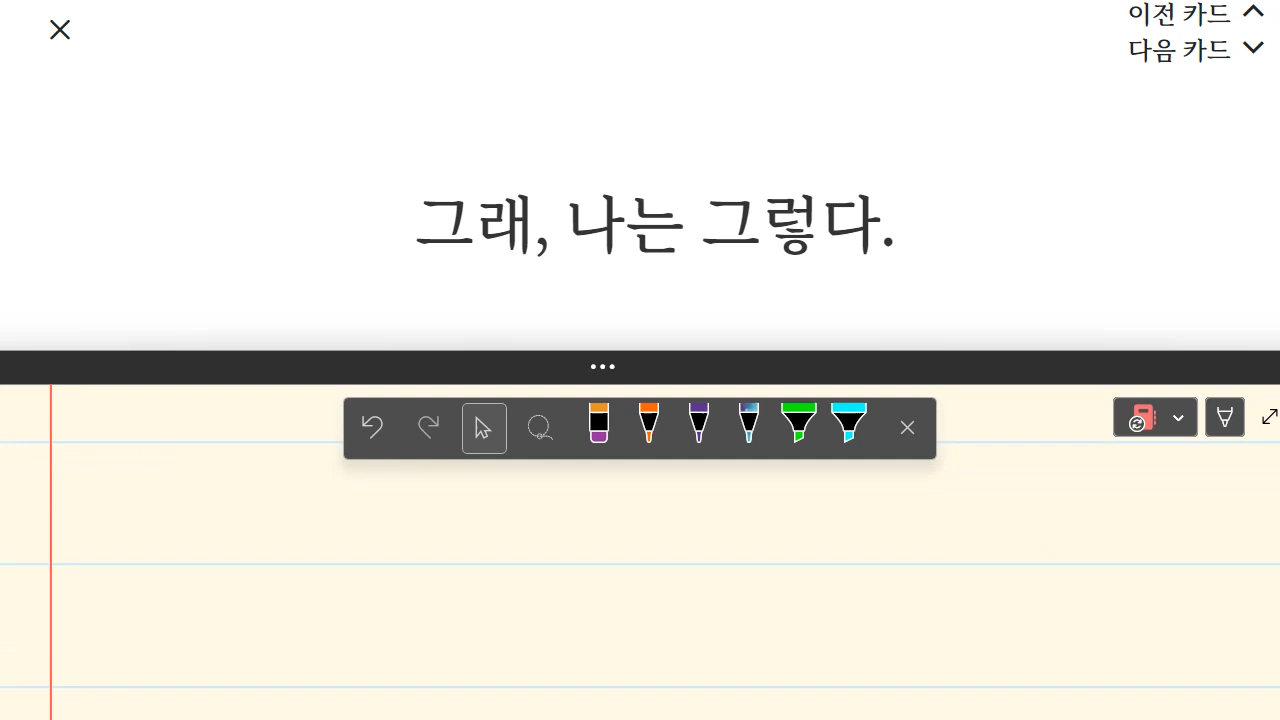 이전 카드
다음 카드
그래, 나는 그렇다.